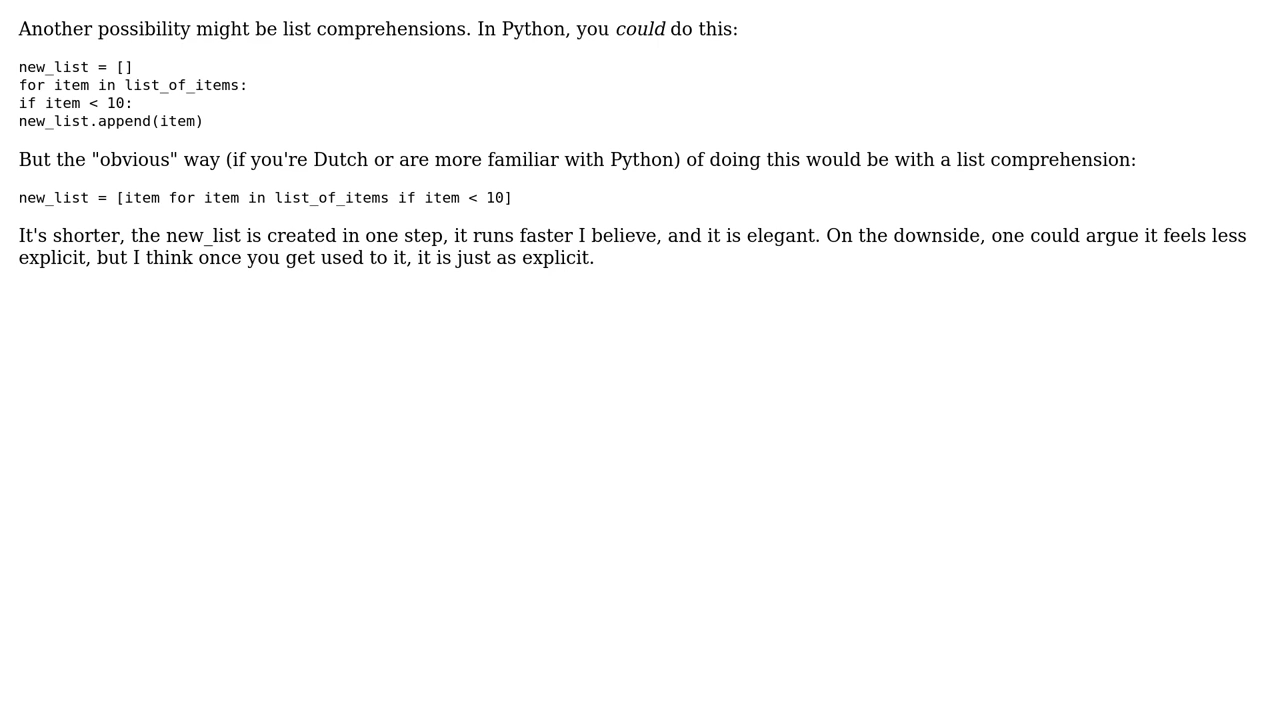 Another possibility might be list comprehensions. In Python, you could do this:
new_list = []
for item in list_of_items:
if item < 10:
new_list.append(item)
But the "obvious" way (if you're Dutch or are more familiar with Python) of doing this would be with a list comprehension:
new_list = [item for item in list_of_items if item < 10]
It's shorter, the new_list is created in one step, it runs faster I believe, and it is elegant. On the downside, one could argue it feels less
explicit, but I think once you get used to it, it is just as explicit.